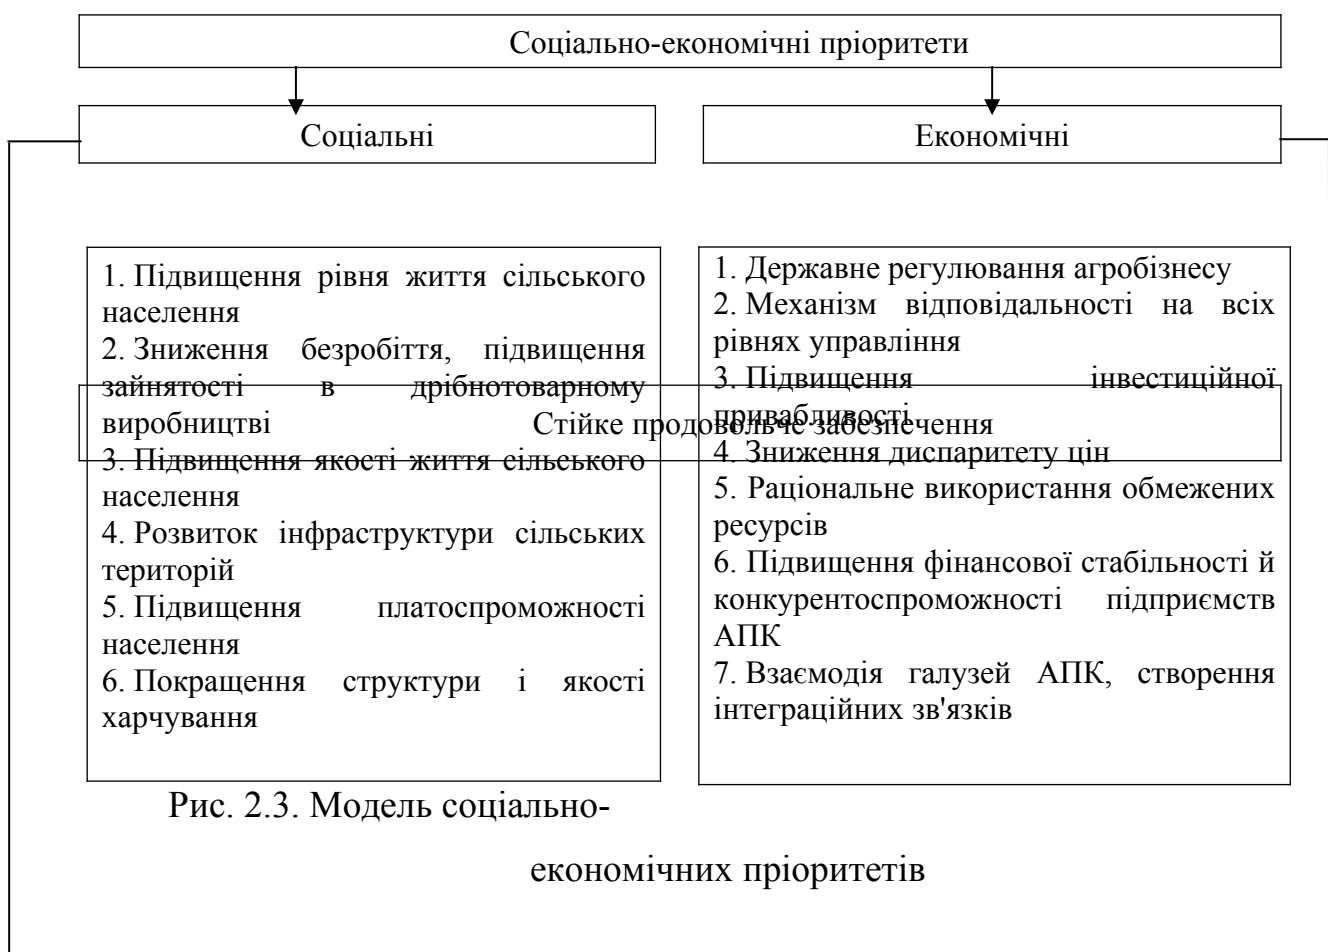 Соціально-економічні пріоритети
Соціальні
Економічні
1. Підвищення рівня життя сільського
населення
2. Зниження безробіття, підвищення
зайнятості в дрібнотоварному
виробництві
3. Підвищення якості життя сільського
населення
4. Розвиток інфраструктури сільських
територій
5. Підвищення платоспроможності
населення
6. Покращення структури і якості
харчування
1. Державне регулювання агробізнесу
2. Механізм відповідальності на всіх
рівнях управління
3. Підвищення інвестиційної
привабливості
4. Зниження диспаритету цін
5. Раціональне використання обмежених
ресурсів
6. Підвищення фінансової стабільності й
конкурентоспроможності підприємств
АПК
7. Взаємодія галузей АПК, створення
інтеграційних зв'язків
Стійке продовольче забезпечення
Рис. 2.3. Модель соціально-
економічних пріоритетів